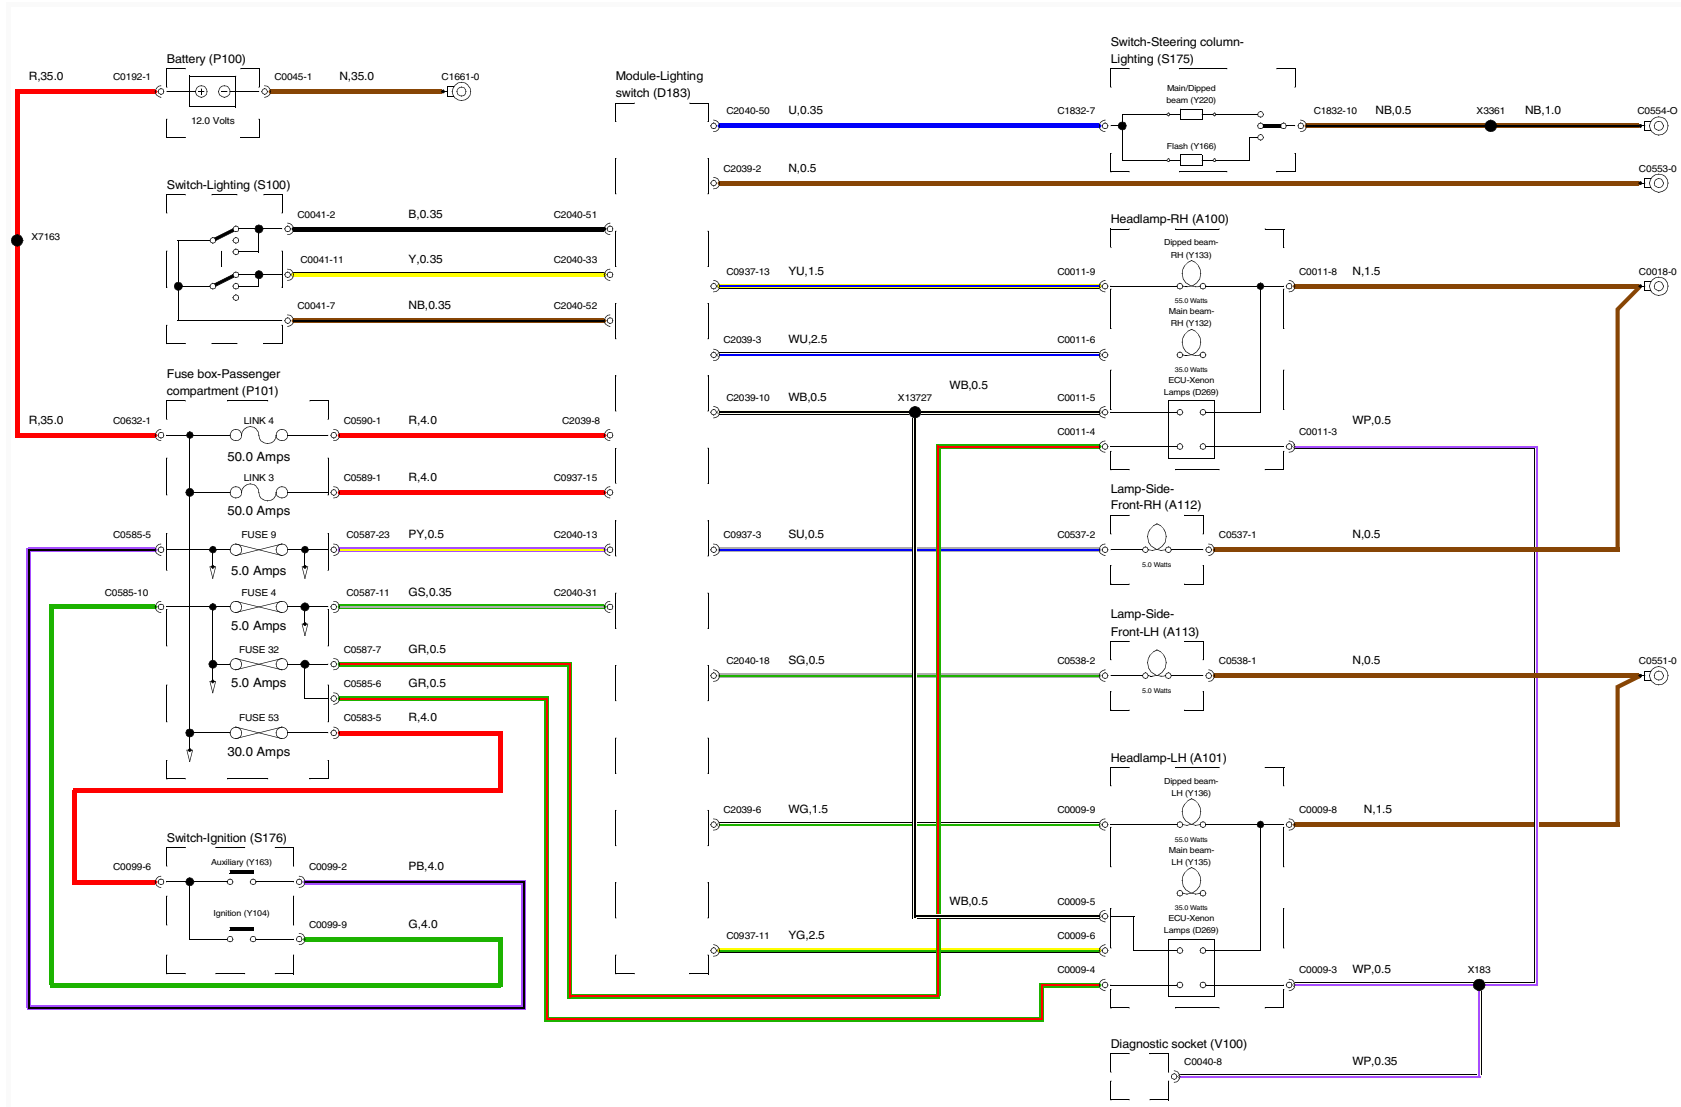 Battery (P100)
R,35.0
C0192-1
C0045-1
N,35.0
C1661-0
12.0 Volts
X7163
Switch-Lighting (S100)
C0041-2
B,0.35
C2040-51
C0041-11
Y,0.35
C2040-33
C0041-7
NB,0.35
C2040-52
Fuse box-Passenger
compartment (P101)
R,35.0
C0632-1
LINK 4
50.0 Amps
C0590-1
R,4.0
C2039-8
LINK 3
50.0 Amps
C0589-1
R,4.0
C0937-15
C0585-5
FUSE 9
5.0 Amps
C0587-23
PY,0.5
C2040-13
C0585-10
FUSE 4
5.0 Amps
C0587-11
GS,0.35
C2040-31
FUSE 32
5.0 Amps
C0587-7
GR,0.5
C0585-6
GR,0.5
FUSE 53
30.0 Amps
C0583-5
R,4.0
Switch-Ignition (S176)
C0099-6
Auxiliary (Y163)
C0099-2
PB,4.0
Ignition (Y104)
C0099-9
G,4.0
Module-Lighting
switch (D183)
C2040-50
U,0.35
C1832-7
C2039-2
N,0.5
C0937-13
YU,1.5
C0011-9
C2039-3
WU,2.5
C0011-6
C2039-10
WB,0.5
X13727
WB,0.5
C0011-5
C0011-4
C0937-3
SU,0.5
C0537-2
C2040-18
SG,0.5
C0538-2
C2039-6
WG,1.5
C0009-9
WB,0.5
C0009-5
C0937-11
YG,2.5
C0009-6
C0009-4
Switch-Steering column-
Lighting (S175)
Main/Dipped
beam (Y220)
Flash (Y166)
C1832-10
NB,0.5
X3361
NB,1.0
C0554-O
C0553-0
Headlamp-RH (A100)
Dipped beam-
RH (Y133)
55.0 Watts
Main beam-
RH (Y132)
35.0 Watts
ECU-Xenon
Lamps (D269)
C0011-8
N,1.5
C0018-0
C0011-3
WP,0.5
Lamp-Side-
Front-RH (A112)
5.0 Watts
C0537-1
N,0.5
Lamp-Side-
Front-LH (A113)
5.0 Watts
C0538-1
N,0.5
C0551-0
Headlamp-LH (A101)
Dipped beam-
LH (Y136)
55.0 Watts
Main beam-
LH (Y135)
35.0 Watts
ECU-Xenon
Lamps (D269)
C0009-8
N,1.5
C0009-3
WP,0.5
X183
Diagnostic socket (V100)
C0040-8
WP,0.35